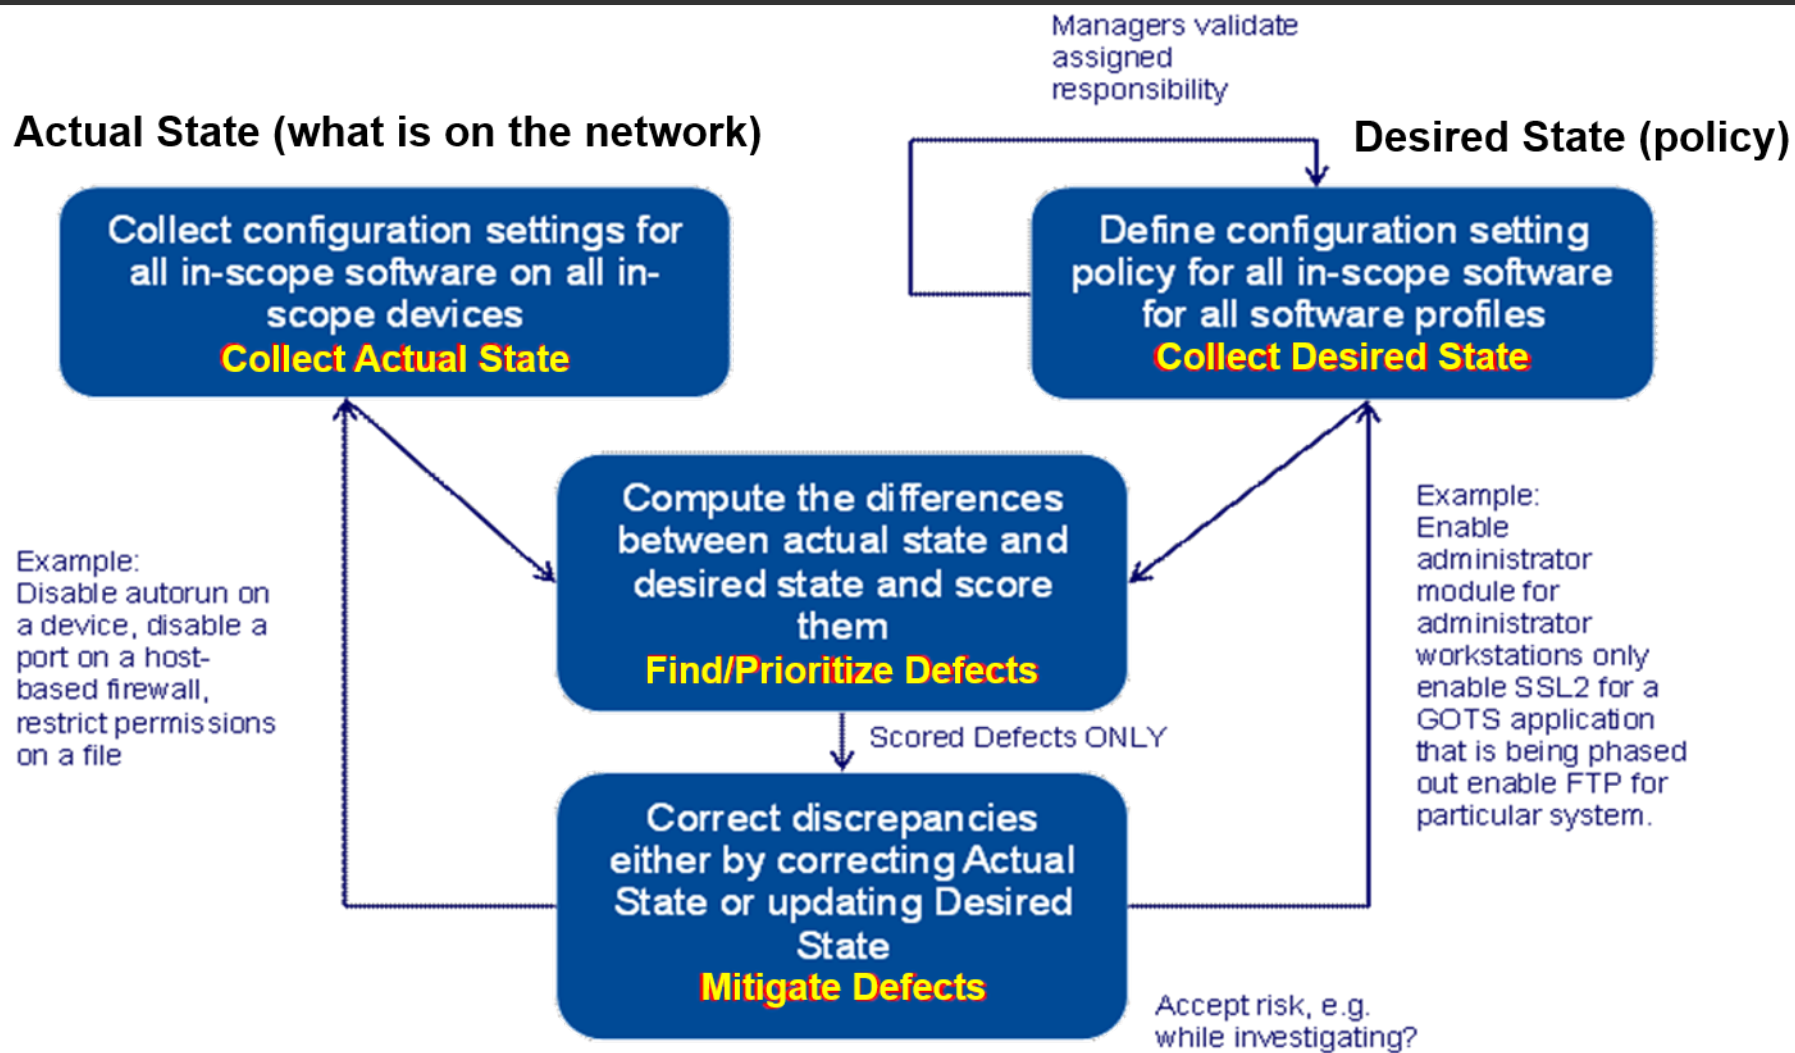 Managers validate
assigned
responsibility
Actual State (what is on the network)
Desired State (policy)
Collect configuration settings for
all in-scope software on all in-
scope devices
Collect Actual State
Define configuration setting
policy for all in-scope software
for all software profiles
Collect Desired State
Compute the differences
between actual state and
desired state and score
them
Find/Prioritize Defects
Example:
Disable autorun on
a device, disable a
port on a host-
based firewall,
restrict permissions
on a file
Example:
Enable
administrator
module for
administrator
workstations only
enable SSL2 for a
GOTS application
that is being phased
out enable FTP for
particular system.
Scored Defects ONLY
Correct discrepancies
either by correcting Actual
State or updating Desired
State
Mitigate Defects
Accept risk, e.g.
while investigating?